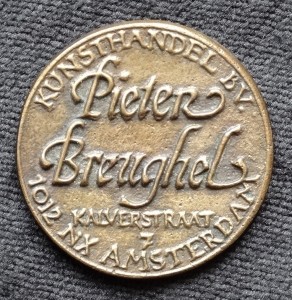 KUNSTHANDEL B.V.
Pieter
Breughel
KALVERSTRAAT
7
1012 NX AMSTERDAM